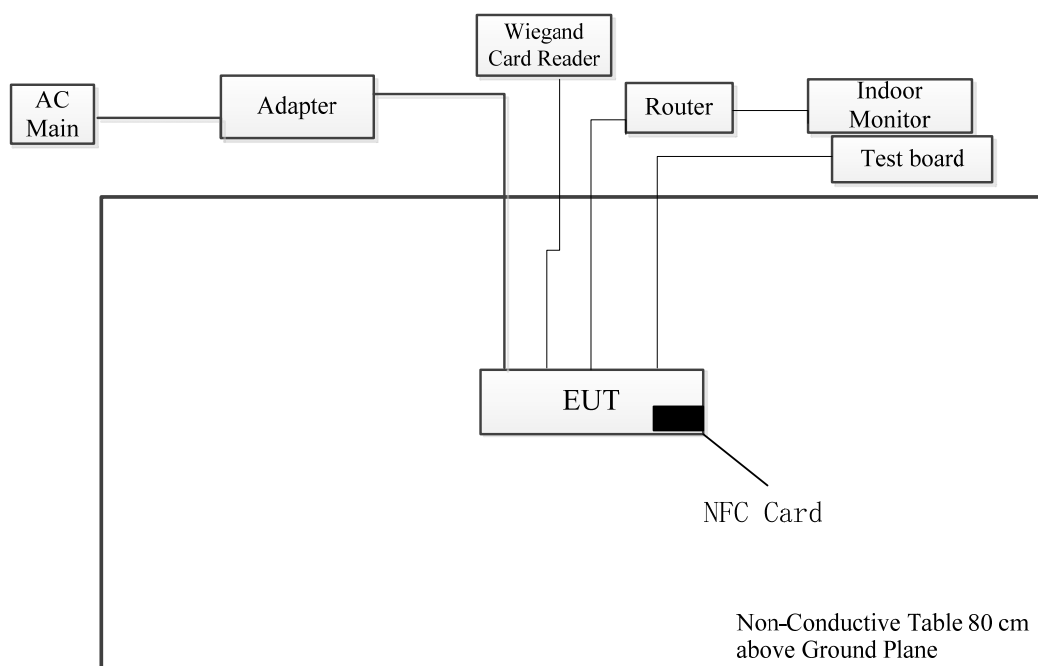 Wiegand
Card Reader
AC
Main
Adapter
Router
Indoor
Monitor
Test board
EUT
NFC Card
Non-Conductive Table 80 cm
above Ground Plane